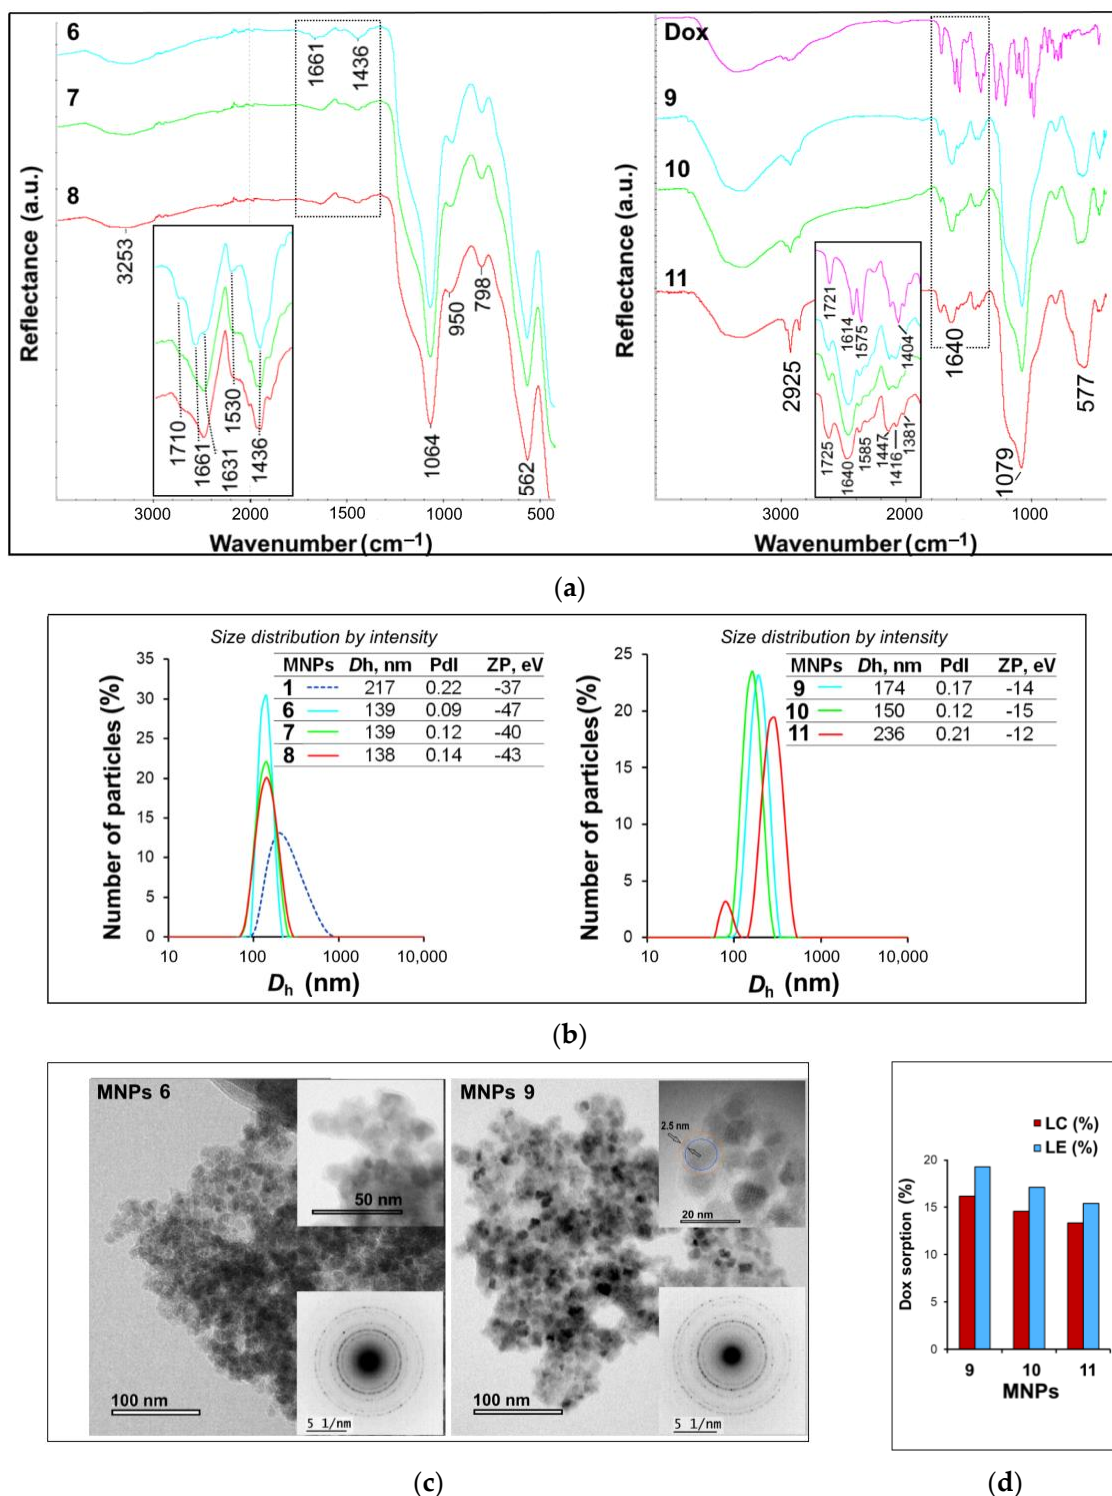 6
7
8
1661
1436
3253
950
798
1064
562
1710
1661
1631
1530
1436
Reflectance (a.u.)
3000
2000
1500
1000
500
Wavenumber (cm−1)
Dox
9
10
11
2925
1640
1079
577
1721
1614
1575
1404
1725
1640
1585
1447
1416
1381
Reflectance (a.u.)
3000
2000
1000
Wavenumber (cm−1)
(a)
Size distribution by intensity
MNPs Dh, nm PdI ZP, eV
1 217 0.22 -37
6 139 0.09 -47
7 139 0.12 -40
8 138 0.14 -43
Number of particles (%)
35
30
25
20
15
10
5
0
10 100 1000 10,000
Dh (nm)
Size distribution by intensity
MNPs Dh, nm PdI ZP, eV
9 174 0.17 -14
10 150 0.12 -15
11 236 0.21 -12
Number of particles (%)
25
20
15
10
5
0
10 100 1000 10,000
Dh (nm)
(b)
MNPs 6
50 nm
100 nm
5 1/nm
MNPs 9
2.5 nm
20 nm
100 nm
5 1/nm
(c)
LC (%)
LE (%)
Dox sorption (%)
20
15
10
5
0
9 10 11
MNPs
(d)